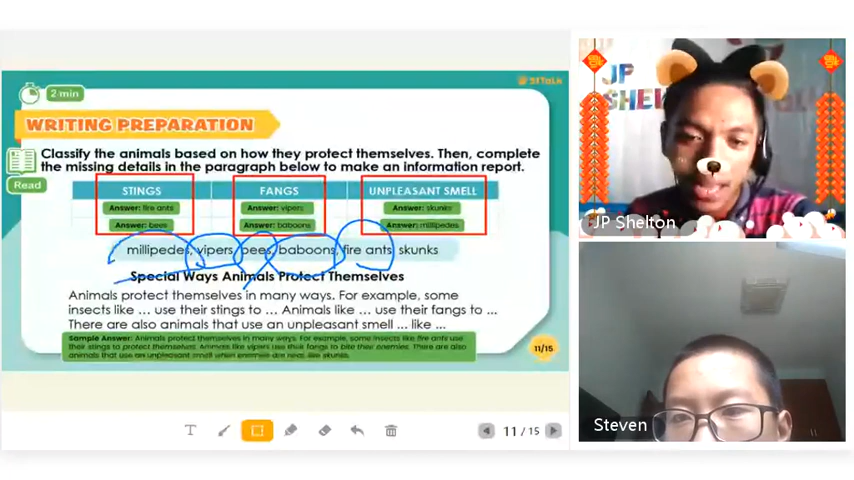 51Talk
2 min
WRITING PREPARATION
Classify the animals based on how they protect themselves. Then, complete
the missing details in the paragraph below to make an information report.
Read
STINGS FANGS UNPLEASANT SMELL
Answer: fire ants Answer: vipers Answer: skunks
Answer: bees Answer: baboons Answer: millipedes
millipedes, vipers, bees, baboons, fire ants, skunks
Special Ways Animals Protect Themselves
Animals protect themselves in many ways. For example, some
insects like ... use their stings to ... Animals like ... use their fangs to ...
There are also animals that use an unpleasant smell ... like ...
Sample Answer: Animals protect themselves in many ways. For example, some insects like fire ants use
their stings to protect themselves. Animals like vipers use their fangs to bite their enemies. There are also
animals that use an unpleasant smell when enemies are near, like skunks.
11/15
T
11 / 15
JP
SHEL
JP Shelton
Steven